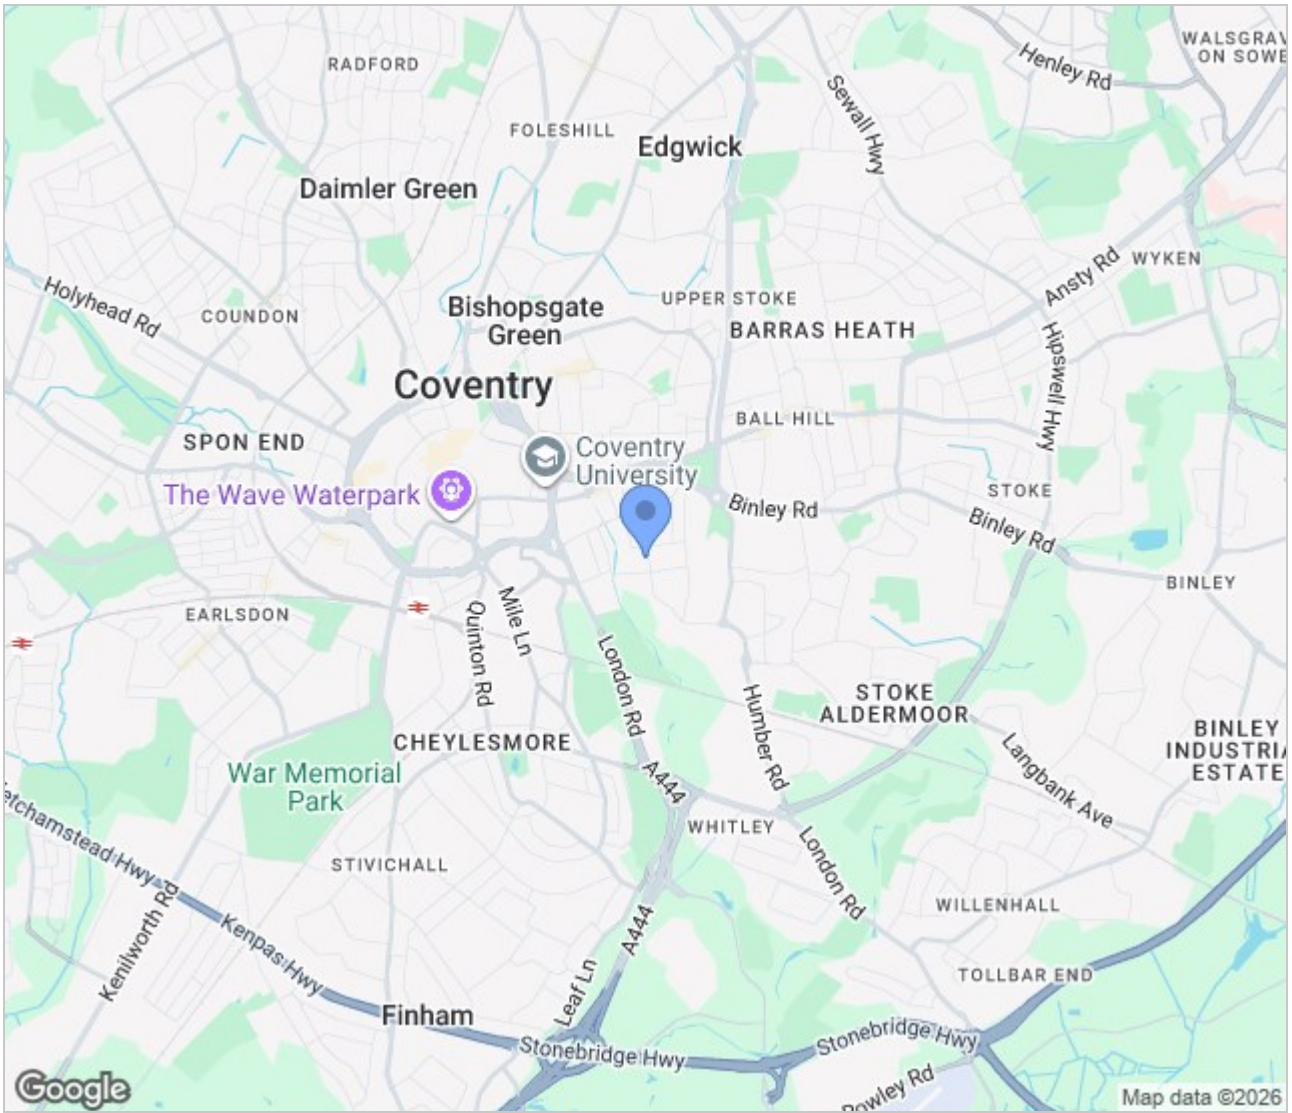 RADFORD
WALSGRAV
ON SOWE
Henley Rd
Sewall Hwy
FOLESHILL
Edgwick
Daimler Green
Ansty Rd
WYKEN
Holyhead Rd
COUNDON
Bishopsgate
Green
UPPER STOKE
BARRAS HEATH
Hipswell Hwy
Coventry
BALL HILL
SPON END
Coventry
University
The Wave Waterpark
Binley Rd
STOKE
Binley Rd
BINLEY
EARLSDON
Mile Ln
Quinton Rd
London Rd
Humber Rd
STOKE
ALDERMOOR
CHEYLESMORE
Langbank Ave
BINLEY
INDUSTRIA
ESTATE
War Memorial
Park
A444
etchamstead Hwy
WHITLEY
London Rd
STIVICHALL
Kenilworth Rd
Kenpas Hwy
A444
WILLENHALL
TOLLBAR END
Leaf Ln
Finham
Stonebridge Hwy
Stonebridge Hwy
Rowley Rd
Google
Map data ©2026